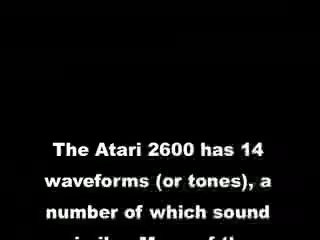 The Atari 2600 has 14
waveforms (or tones), a
number of which sound